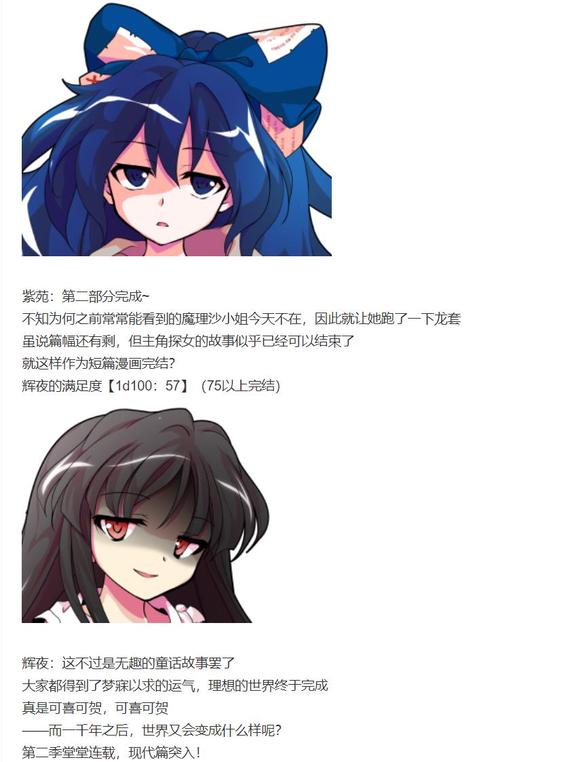 紫苑：第二部分完成~
不知为何之前常常能看到的魔理沙小姐今天不在，因此就让她跑了一下龙套
虽说篇幅还有剩，但主角探女的故事似乎已经可以结束了
就这样作为短篇漫画完结?
辉夜的满足度【1d100：57】（75以上完结）
辉夜：这不过是无趣的童话故事罢了
大家都得到了梦寐以求的运气，理想的世界终于完成
真是可喜可贺，可喜可贺
——而一千年之后，世界又会变成什么样呢?
第二季堂堂连载，现代篇突入！